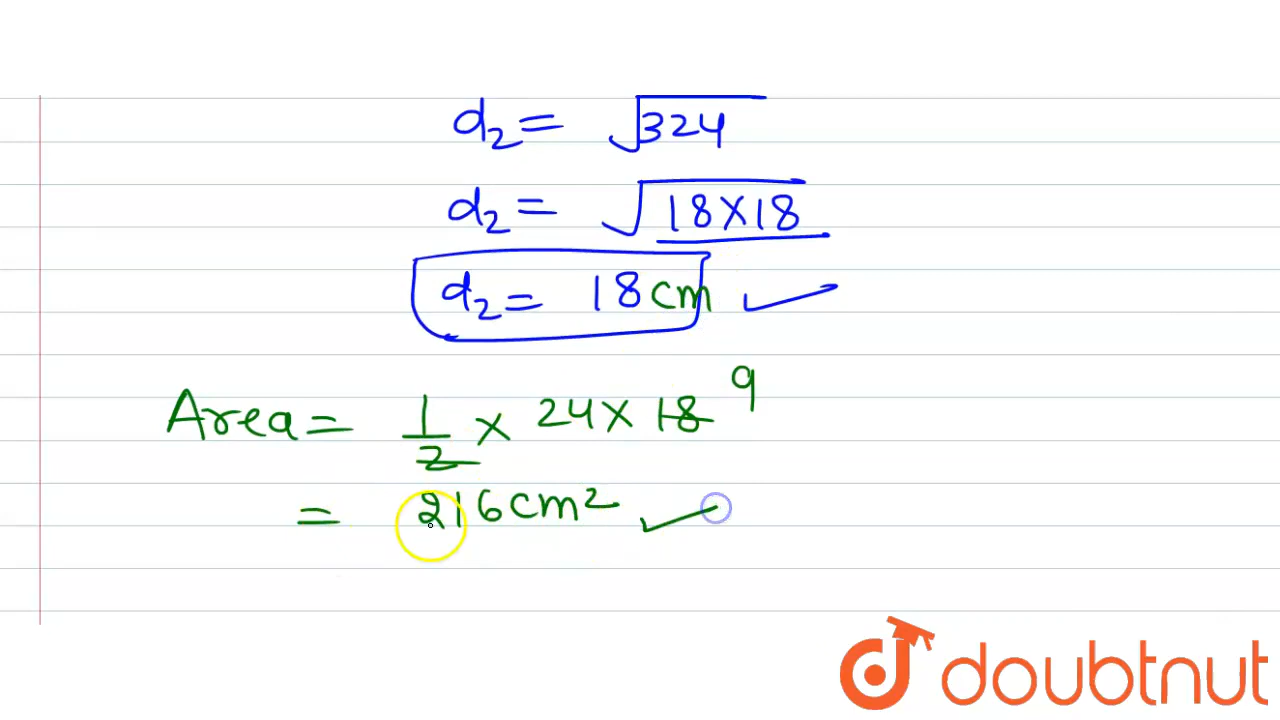 d₂ = √324
d₂ = √18×18
d₂ = 18cm
Area = 1/2 × 24 × 18 9
= 216cm²
doubtnut